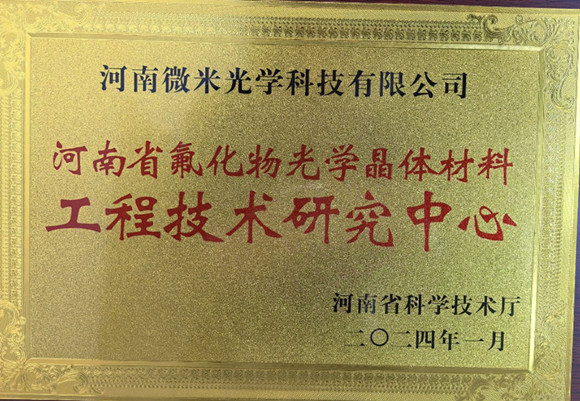 河南微米光学科技有限公司
河南省氟化物光学晶体材料
工程技术研究中心
河南省科学技术厅
二〇二四年一月